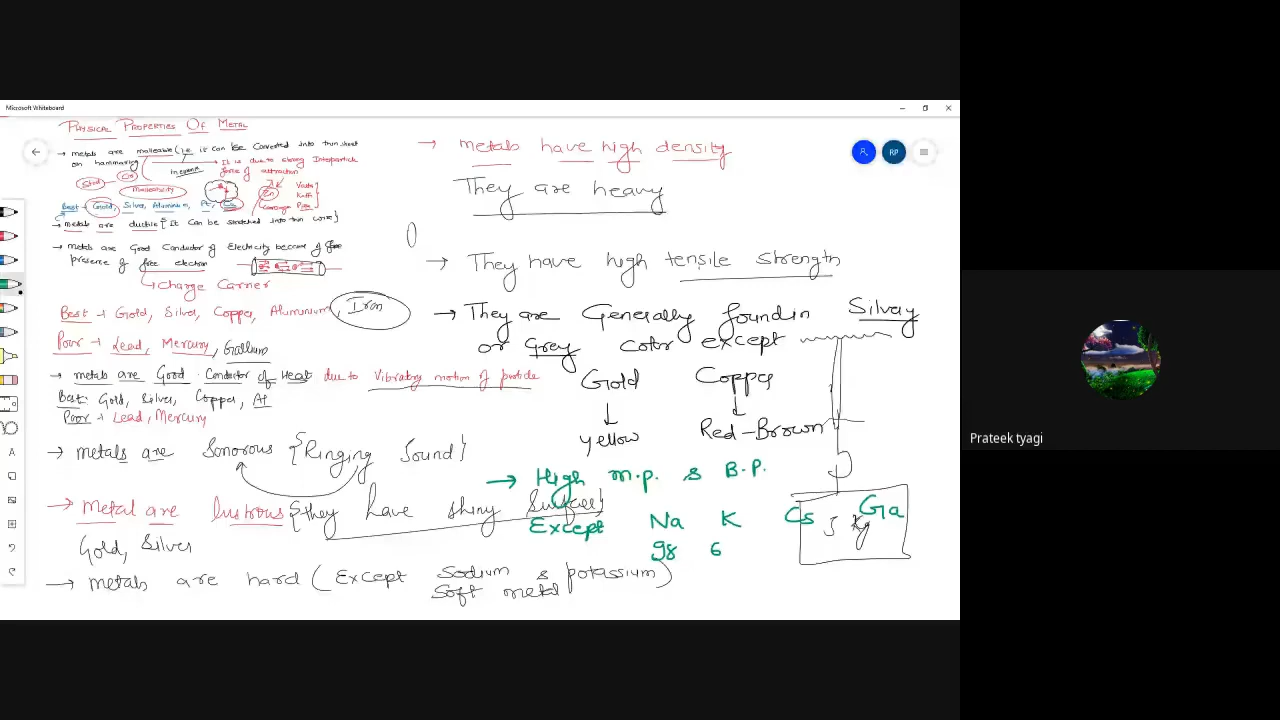 Microsoft Whiteboard
PHYSICAL PROPERTIES OF METAL
→ metals are malleable (i.e it can be converted into thin sheet
on hammering
→ It is due to strong Interparticle
force of attraction
Malleability
Zn
Best → Gold, Silver, Aluminium, Pt,
→ metals are ductile {It can be stretched into thin wire}
→ metals are Good Conductor of Electricity because of free
presence of free electron
→ charge Carrier
Best → Gold, Silver, Copper, Aluminium, Iron
Poor → Lead, Mercury, Gallium
→ metals are Good Conductor of Heat due to Vibratory motion of particle
Best: Gold, Silver, Copper, Al
Poor → Lead, Mercury
→ metals are Sonorous {Ringing Sound}
→ Metal are lustrous {they have shiny Surface}
Gold, Silver
→ metals are hard (Except Sodium & potassium)
Soft metal
→ metals have high density
They are heavy
→ They have high tensile strength
→ They are Generally found in Silvery
or Grey color except
Gold Copper
↓ ↓
yellow Red-Brown
→ High m.p. & B.P.
Except Na K Cs Ga
98 6
5 Kg
RP
Prateek tyagi